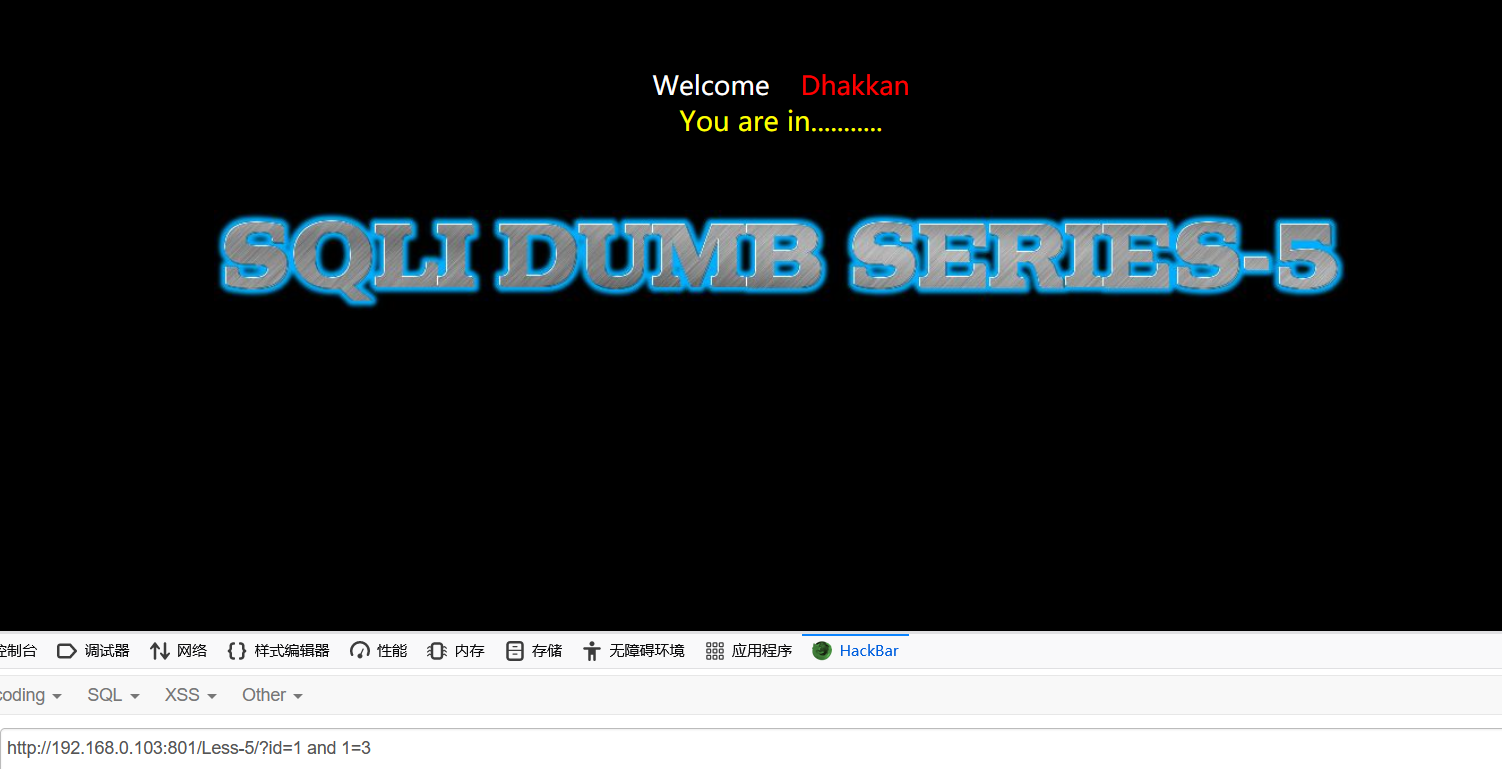 Welcome Dhakkan
You are in...........
SQLI DUMB SERIES-5
控制台 调试器 网络 样式编辑器 性能 内存 存储 无障碍环境 应用程序 HackBar
coding SQL XSS Other
http://192.168.0.103:801/Less-5/?id=1 and 1=3